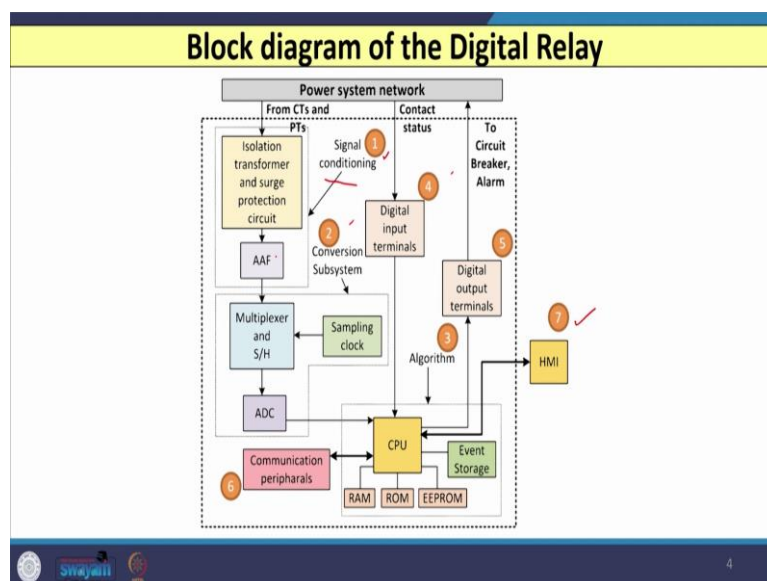 Block diagram of the Digital Relay
Power system network
From CTs and
PTs
Contact
status
To
Circuit
Breaker,
Alarm
Isolation
transformer
and surge
protection
circuit
Signal
conditioning
1
4
Digital
input
terminals
2
Conversion
Subsystem
5
Digital
output
terminals
AAF
Multiplexer
and
S/H
Sampling
clock
3
Algorithm
7
HMI
ADC
CPU
Event
Storage
Communication
peripharals
6
RAM
ROM
EEPROM
swayam
4